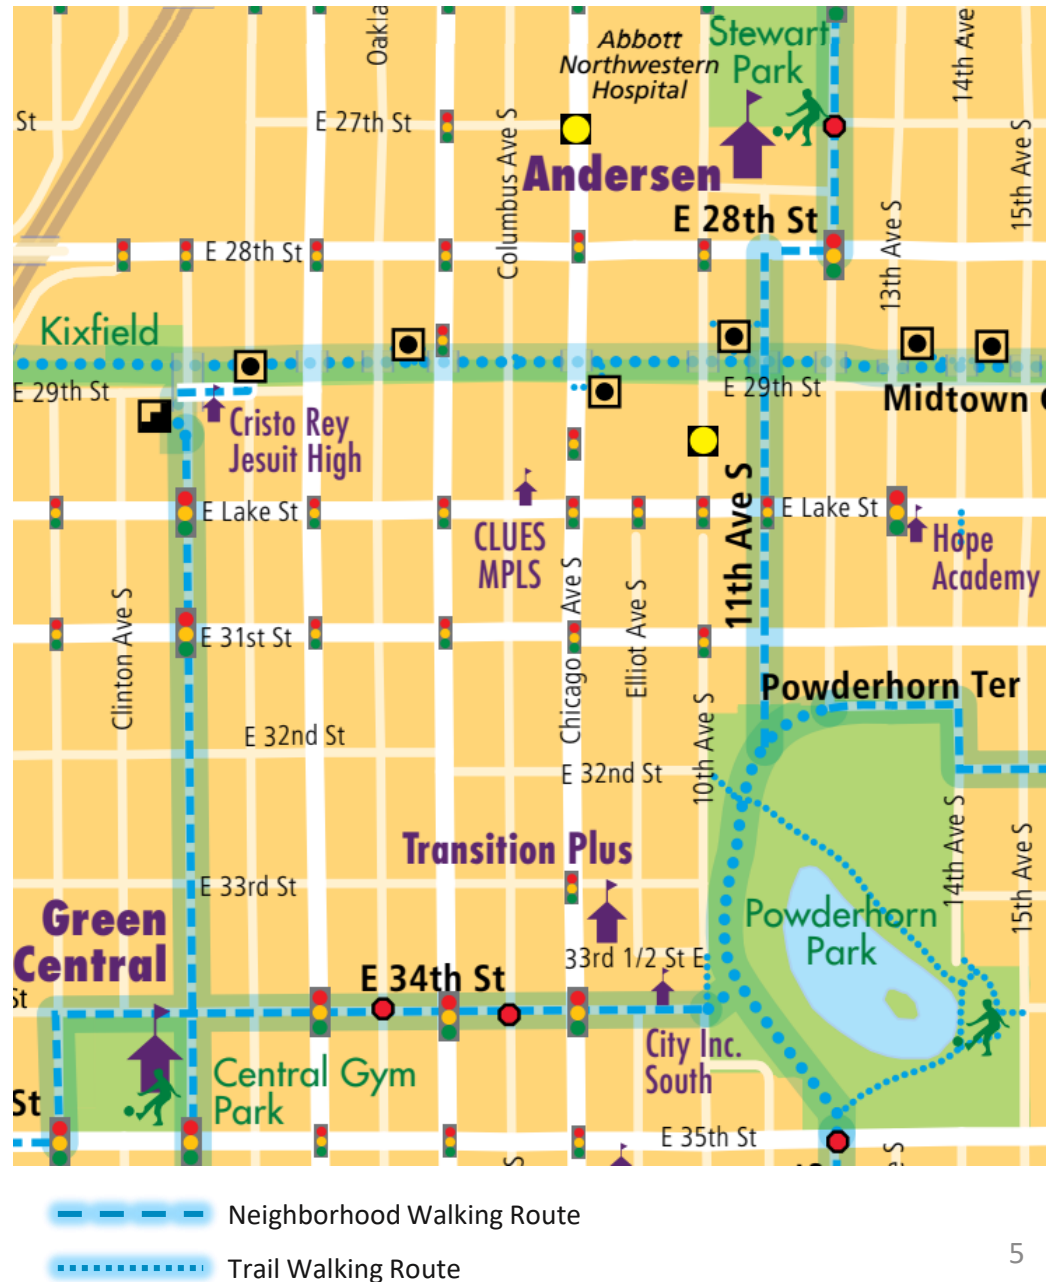 Oakla
Abbott
Northwestern
Hospital
Stewart
Park
14th Ave
St
E 27th St
Columbus Ave S
Andersen
15th Ave S
E 28th St
E 28th St
13th Ave S
Kixfield
E 29th St
E 29th St
Midtown
Cristo Rey
Jesuit High
E Lake St
CLUES
MPLS
11th Ave S
E Lake St
Hope
Academy
Clinton Ave S
E 31st St
Chicago Ave S
Elliot Ave S
10th Ave S
Powderhorn Ter
E 32nd St
E 32nd St
14th Ave S
15th Ave S
Transition Plus
E 33rd St
Green
Central
Powderhorn
Park
33rd 1/2 St E
St
E 34th St
City Inc.
South
Central Gym
Park
St
E 35th St
S
e S
Neighborhood Walking Route
Trail Walking Route
5